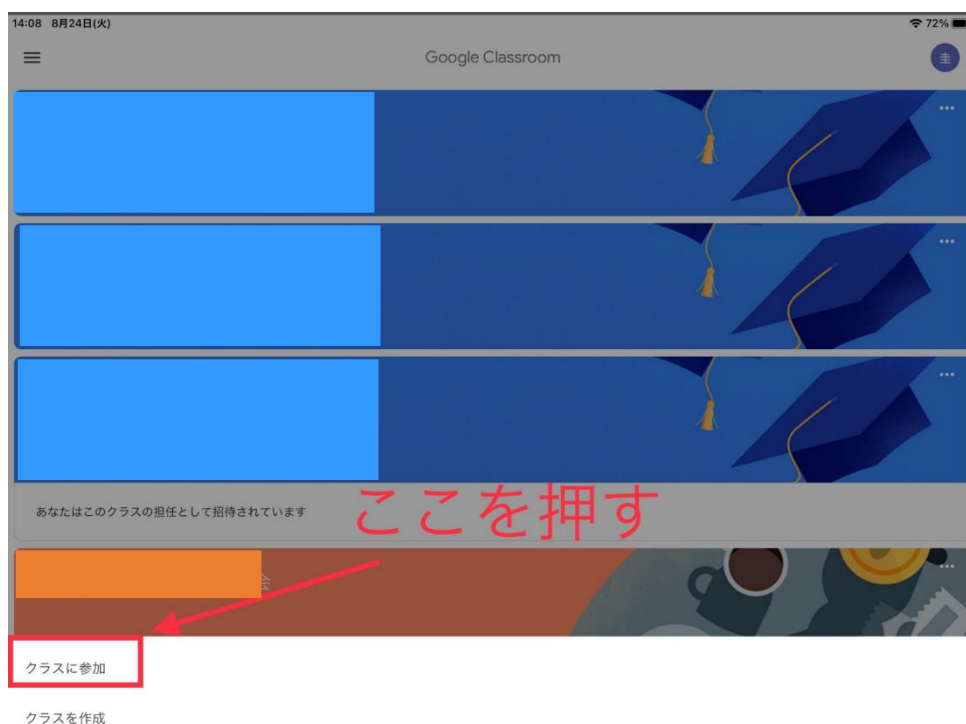 14:08 8月24日(火)
72%
Google Classroom
圭
あなたはこのクラスの担任として招待されています
ここを押す
会
クラスに参加
クラスを作成